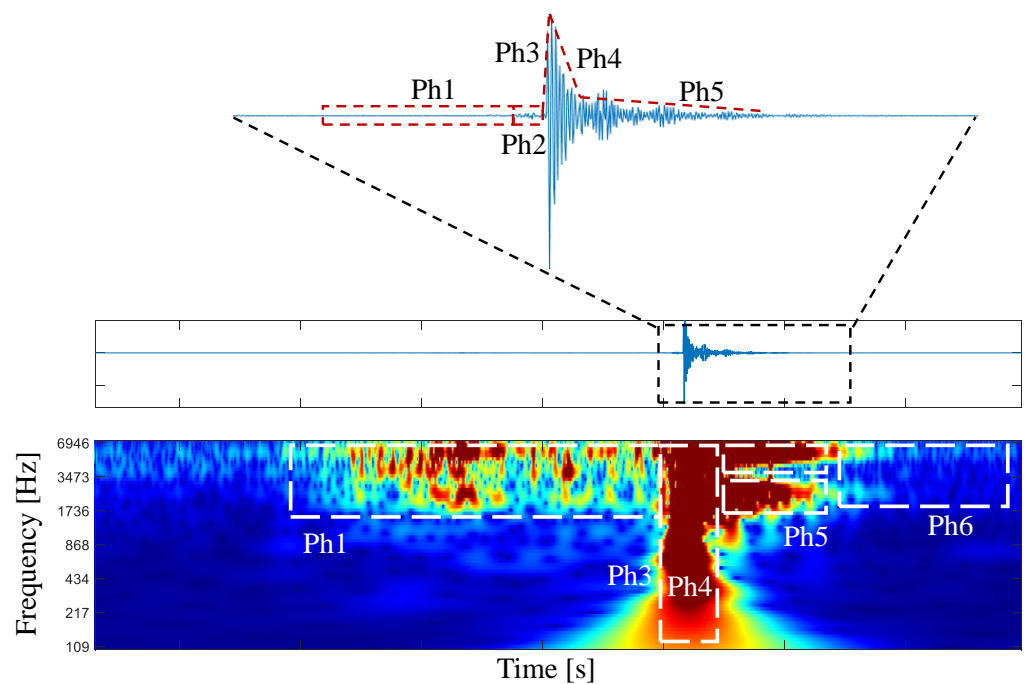 Ph3
Ph4
Ph1
Ph5
Ph2
6946
3473
1736
868
434
217
109
Frequency [Hz]
Ph1
Ph3
Ph4
Ph5
Ph6
Time [s]